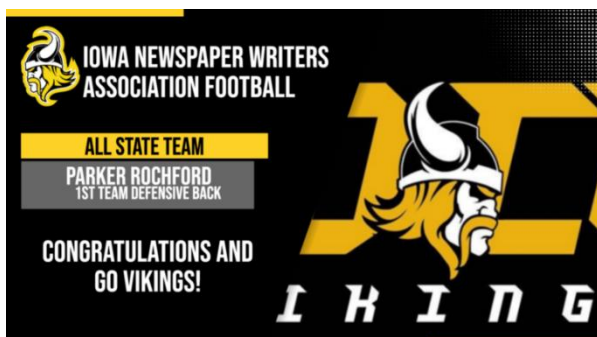 IOWA NEWSPAPER WRITERS
ASSOCIATION FOOTBALL
ALL STATE TEAM
PARKER ROCHFORD
1ST TEAM DEFENSIVE BACK
CONGRATULATIONS AND
GO VIKINGS!
IKING